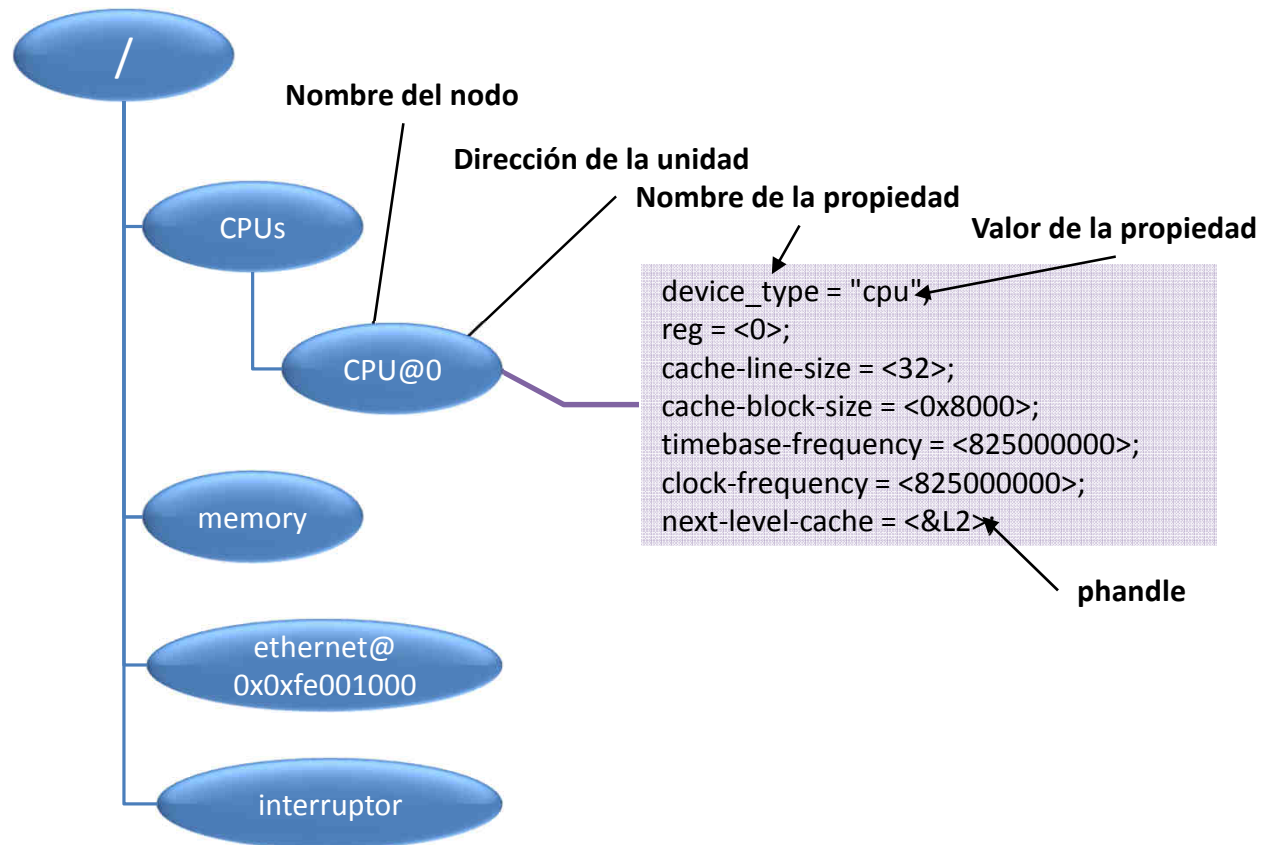 /
Nombre del nodo
Dirección de la unidad
Nombre de la propiedad
Valor de la propiedad
CPUs
CPU@0
device_type = "cpu";
reg = <0>;
cache-line-size = <32>;
cache-block-size = <0x8000>;
timebase-frequency = <825000000>;
clock-frequency = <825000000>;
next-level-cache = <&L2>;
phandle
memory
ethernet@
0x0xfe001000
interruptor